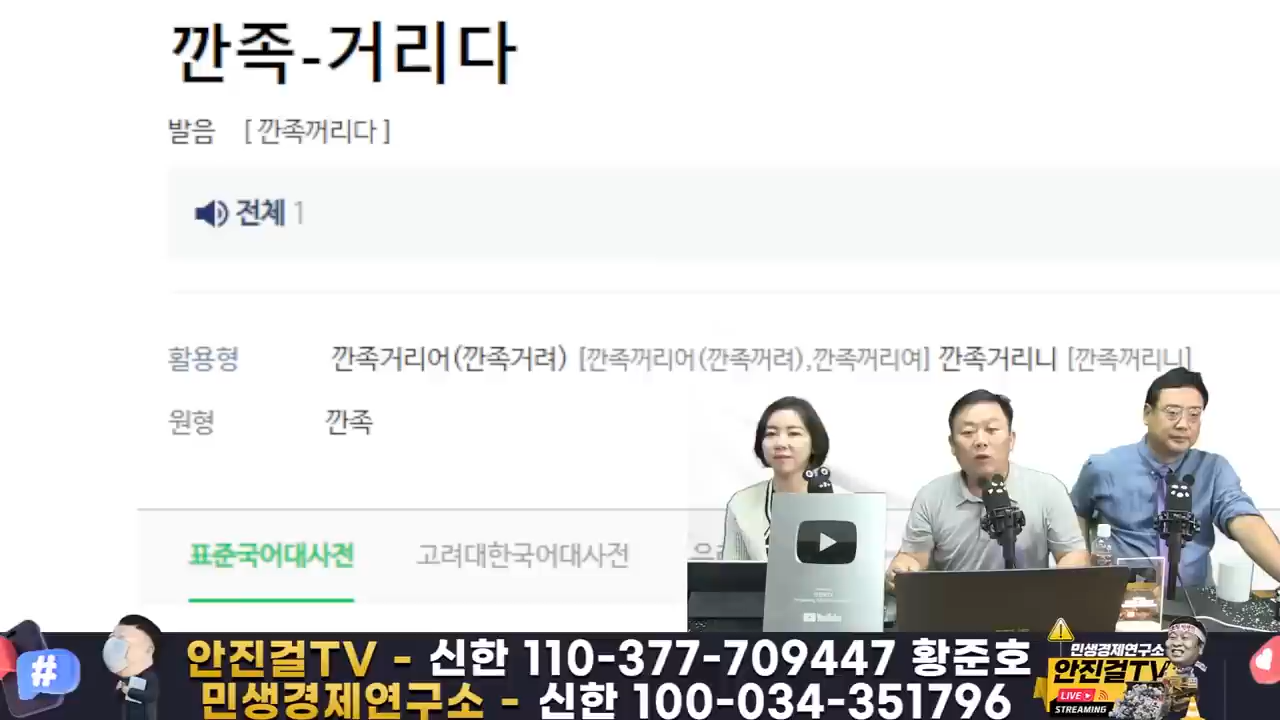 깐족-거리다
발음 [깐족꺼리다]
전체 1
활용형 깐족거리어(깐족거려) [깐족꺼리어(깐족꺼려),깐족꺼리여] 깐족거리니 [깐족꺼리니]
원형 깐족
표준국어대사전 고려대한국어대사전
YouTube
#
안진걸TV - 신한 110-377-709447 황준호
민생경제연구소 - 신한 100-034-351796
민생경제연구소
안진걸TV
LIVE
STREAMING